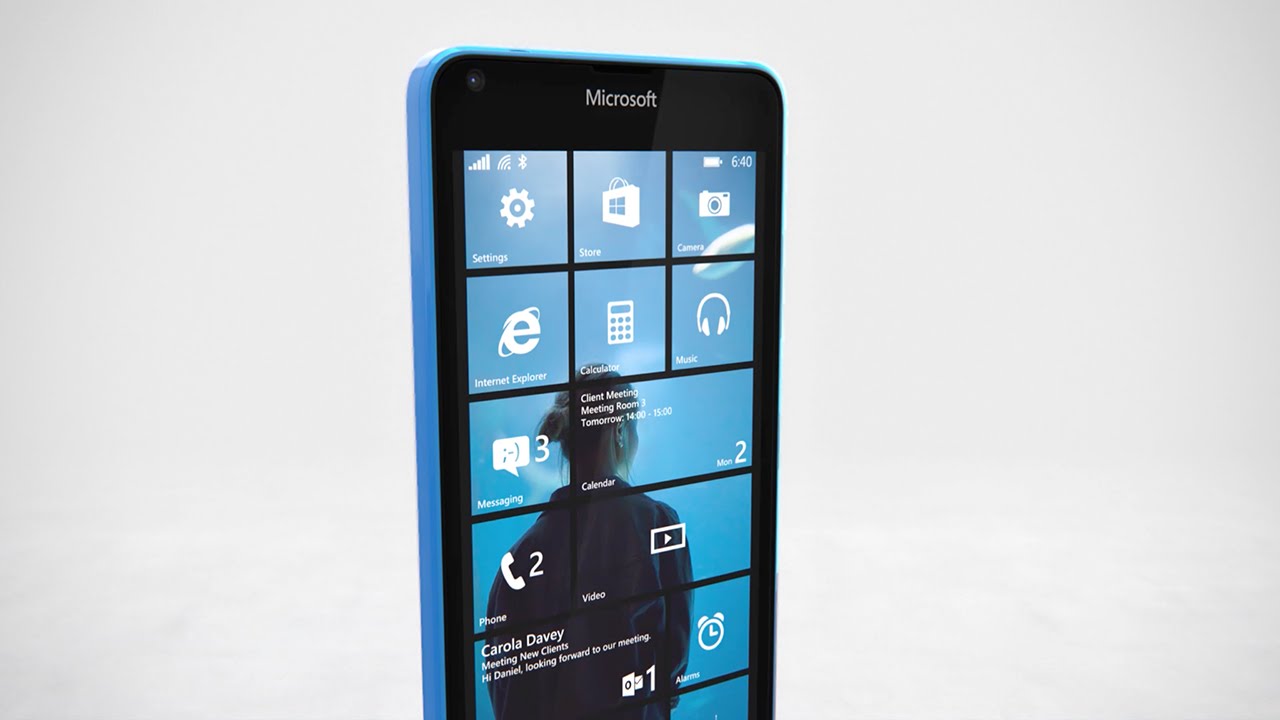 Microsoft
6:40
Settings
Store
Camera
Internet Explorer
Calculator
Music
3
Messaging
Client Meeting
Meeting Room 3
Tomorrow: 14:00 - 15:00
Mon 2
Calendar
2
Phone
Video
Carola Davey
Meeting New Clients
Hi Daniel, looking forward to our meeting.
1
Alarms